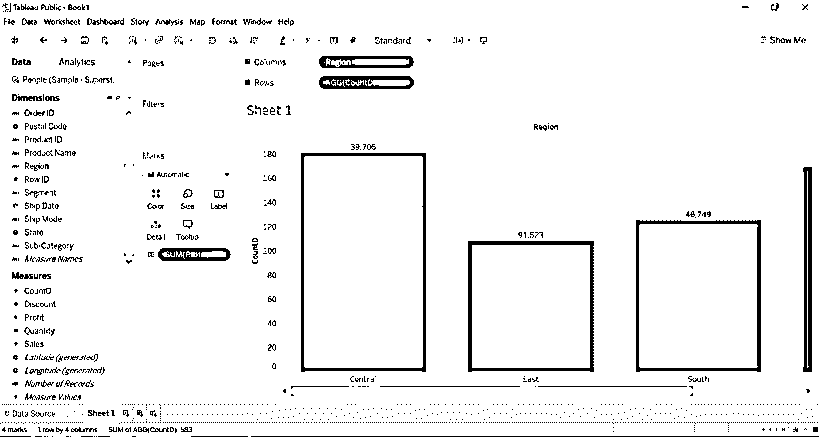 Tableau Public - Book1
File Data Worksheet Dashboard Story Analysis Map Format Window Help
Standard
Show Me
Data Analytics
Pages
Columns
Region
People (Sample - Superst.
Rows
AGG(CountD)
Dimensions
Filters
Sheet 1
Order ID
Postal Code
Product ID
Product Name
Region
Row ID
Segment
Ship Date
Ship Mode
State
Sub-Category
Measure Names
Marks
Automatic
Color Size Label
Detail Tooltip
Region
CountD
180
160
140
120
100
80
60
40
20
0
39,706
91,523
46,749
Central East South
Measures
CountD
Discount
Profit
Quantity
Sales
Latitude (generated)
Longitude (generated)
Number of Records
Measure Values
Data Source Sheet 1
4 marks 1 row by 4 columns SUM of AGG(CountD): 583